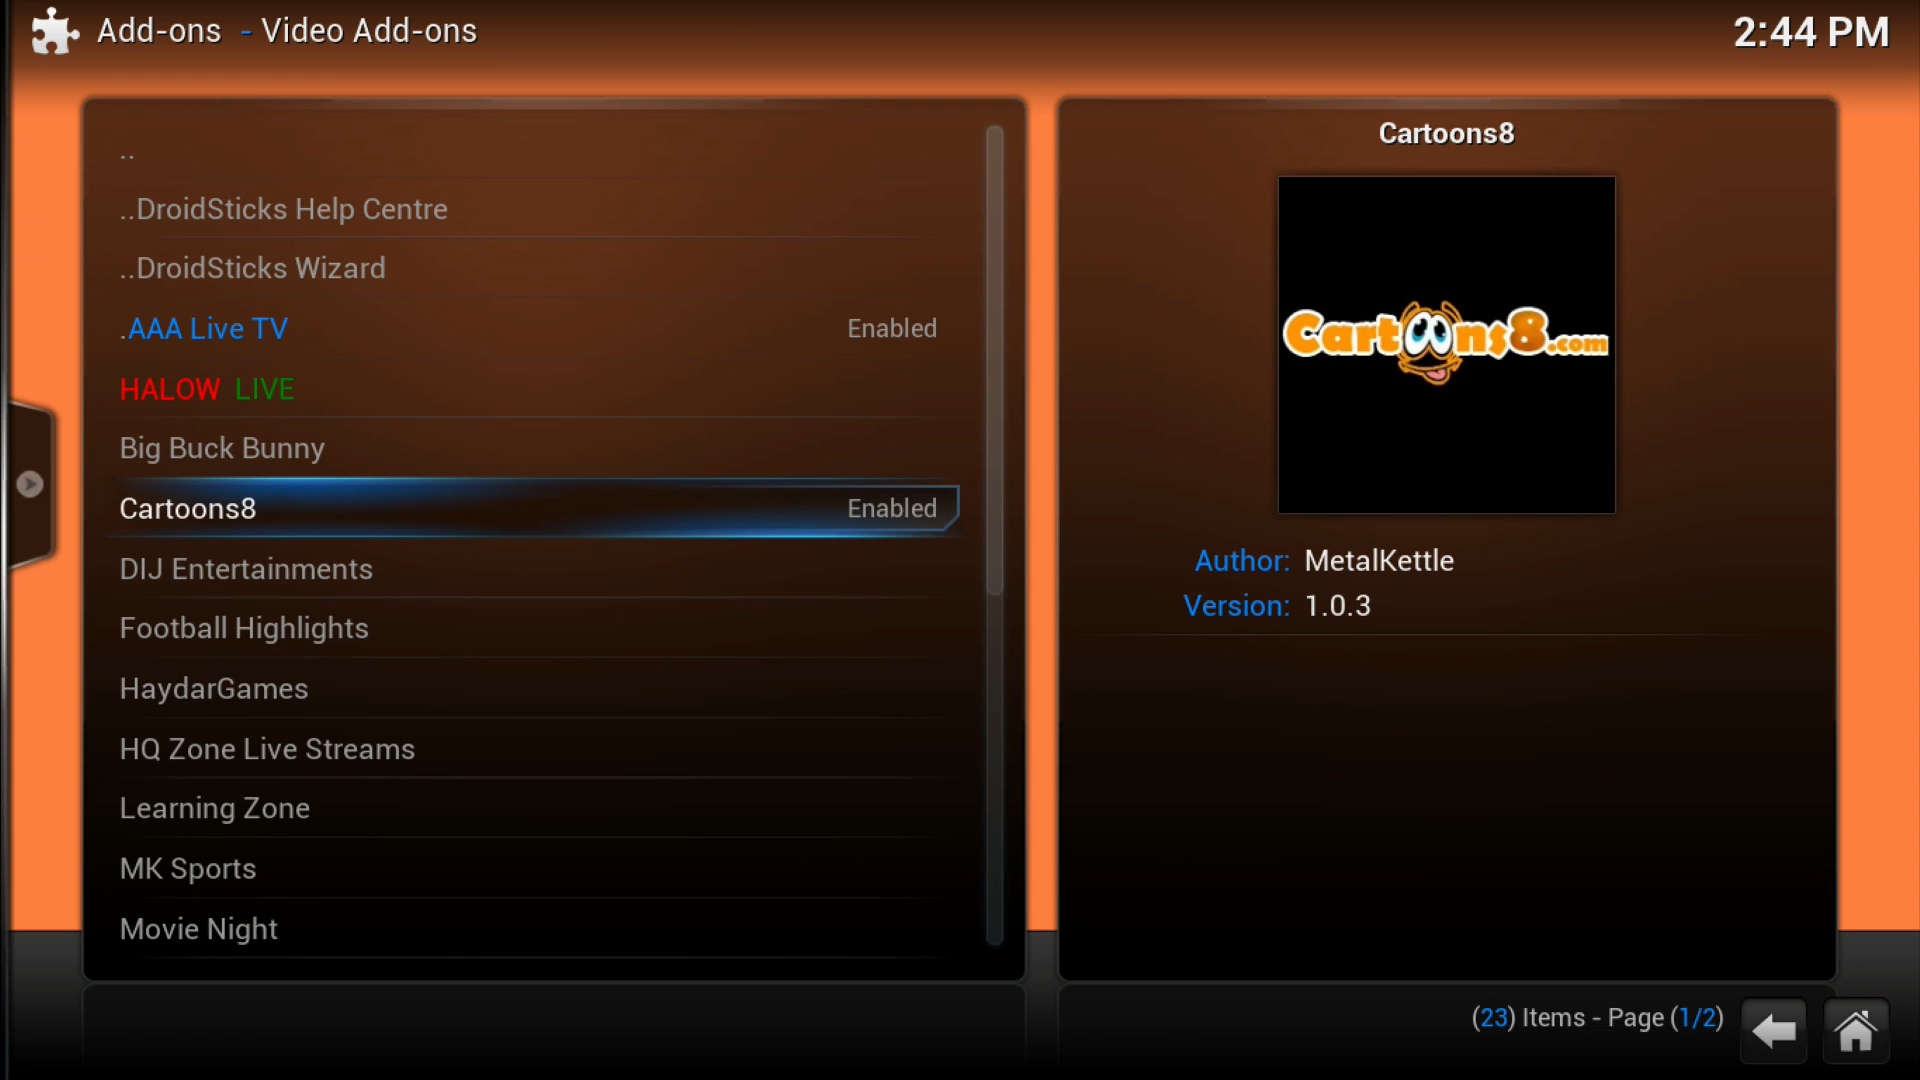 Add-ons - Video Add-ons
2:44 PM
..
..DroidSticks Help Centre
..DroidSticks Wizard
.AAA Live TV Enabled
HALOW LIVE
Big Buck Bunny
Cartoons8 Enabled
DIJ Entertainments
Football Highlights
HaydarGames
HQ Zone Live Streams
Learning Zone
MK Sports
Movie Night
Cartoons8
Cartoons8.com
Author: MetalKettle
Version: 1.0.3
(23) Items - Page (1/2)